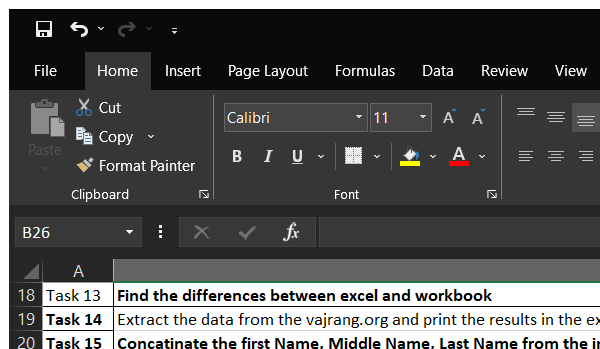 File Home Insert Page Layout Formulas Data Review View
Cut
Calibri 11 A A
Copy
Paste
Format Painter
B I U A
Clipboard Font
B26 fx
A
18 Task 13 Find the differences between excel and workbook
19 Task 14 Extract the data from the vajrang.org and print the results in the ex
20 Task 15 Concatinate the first Name, Middle Name, Last Name from the in